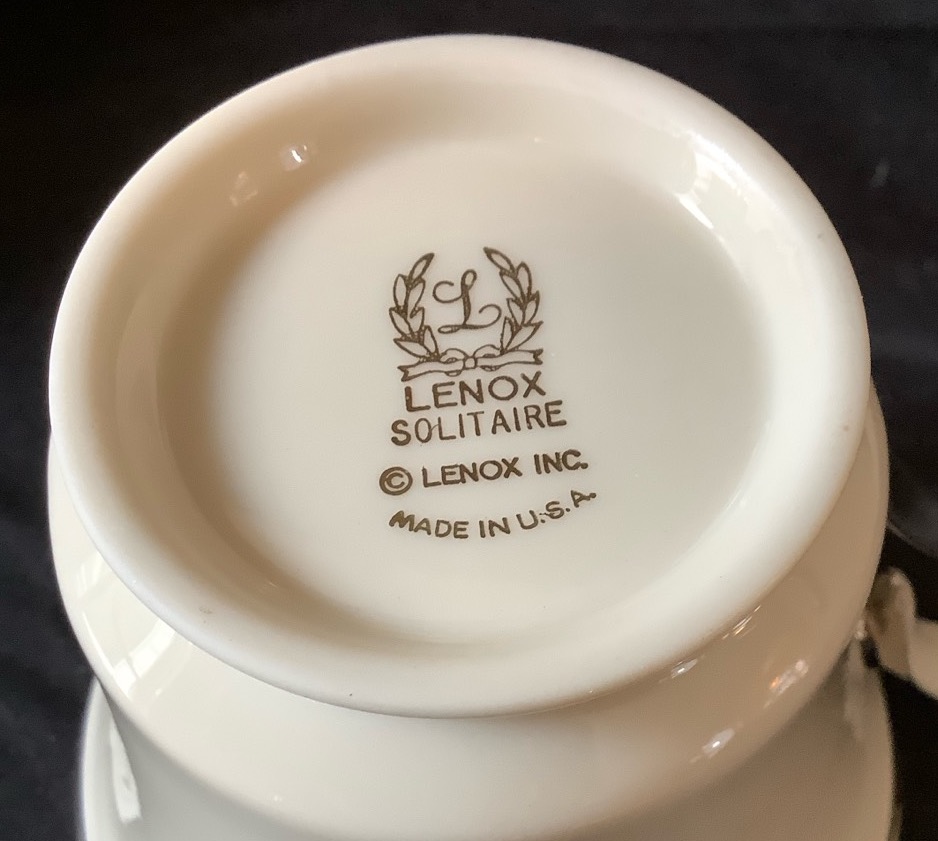 L
LENOX
SOLITAIRE
© LENOX INC.
MADE IN U.S.A.